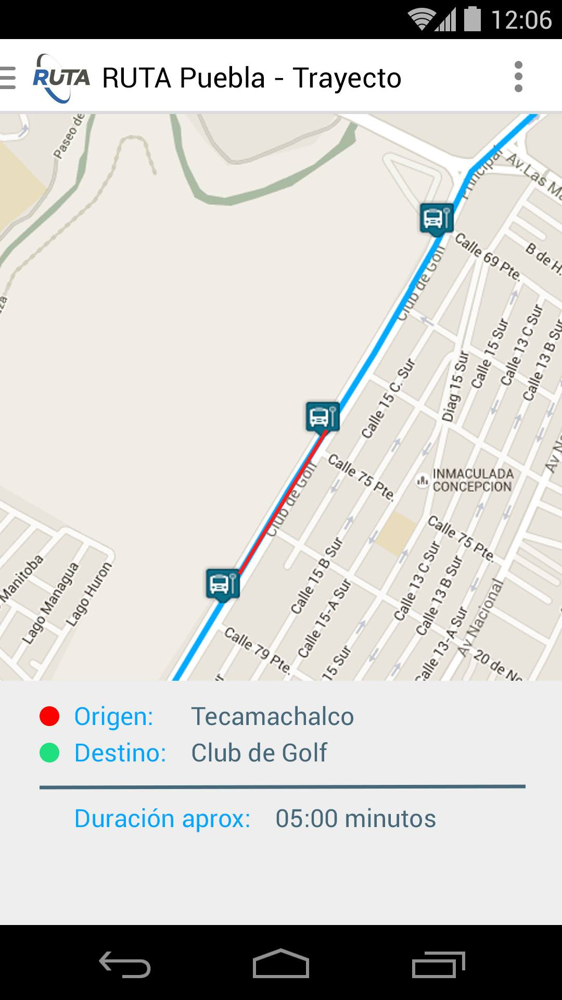 12:06
RUTA
RUTA Puebla - Trayecto
Paseo de
Principal
Av.Las Ma
Calle 69 Pte.
B de H.
Club de Golf
Calle 15 C. Sur
Diag 15 Sur
Calle 15 Sur
Calle 13 C Sur
Calle 13 B Sur
Av Na
Calle 75 Pte.
INMACULADA
CONCEPCION
Club de Golf
Calle 75 Pte.
Manitoba
Lago Managua
Lago Huron
Calle 15 B Sur
Calle 15-A Sur
15 Sur
Calle 13 C Sur
Calle 13 B Sur
Calle 13-A Sur
Av Nacional
Calle 79 Pte.
20 de No
Origen: Tecamachalco
Destino: Club de Golf
Duración aprox: 05:00 minutos